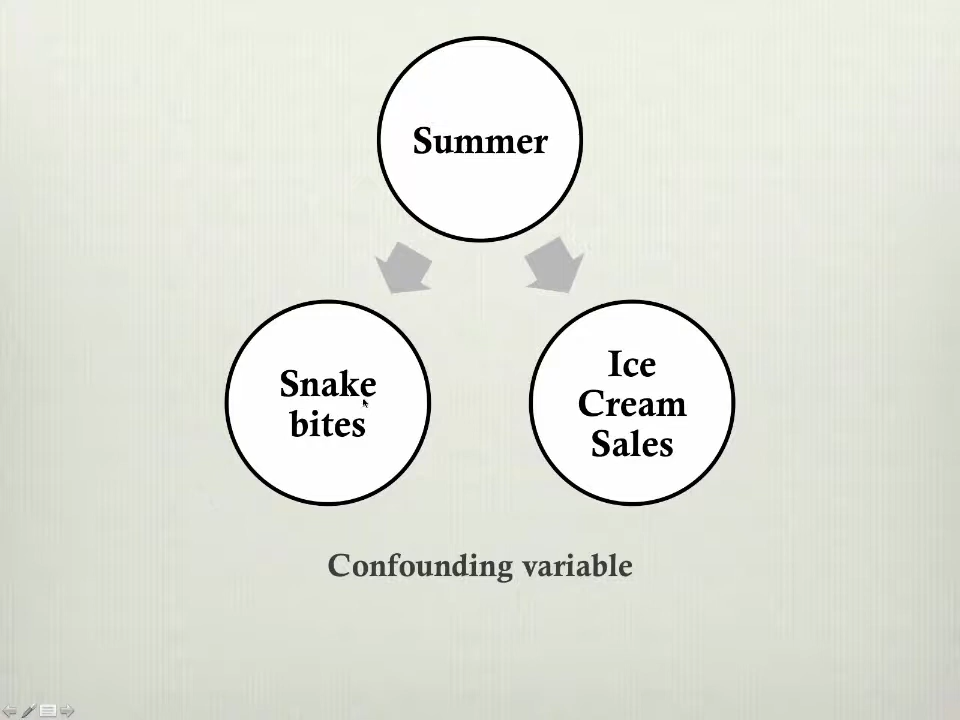 Summer
Snake
bites
Ice
Cream
Sales
Confounding variable